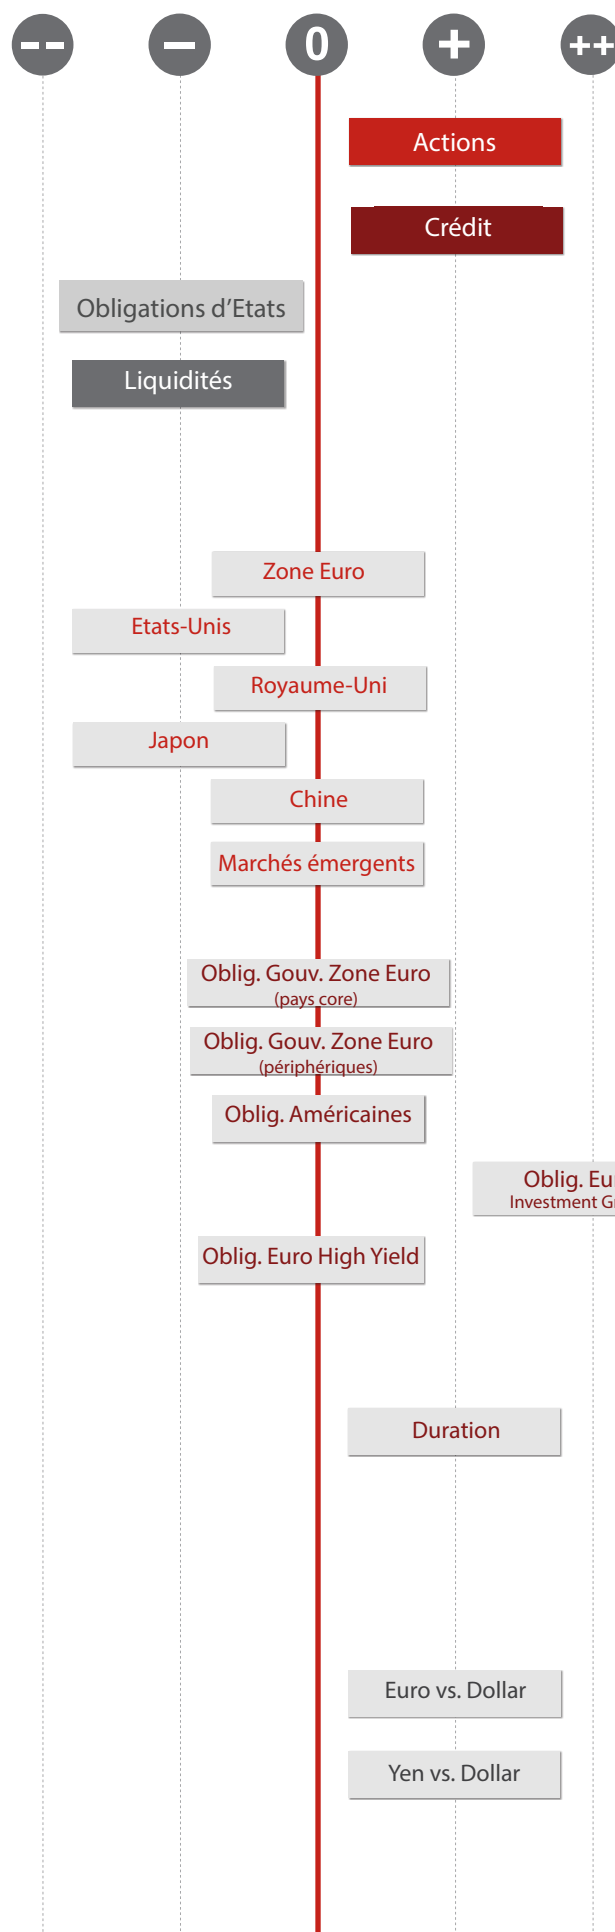 -- - 0 + ++
Actions
Crédit
Obligations d'Etats
Liquidités
Zone Euro
Etats-Unis
Royaume-Uni
Japon
Chine
Marchés émergents
Oblig. Gouv. Zone Euro
(pays core)
Oblig. Gouv. Zone Euro
(périphériques)
Oblig. Américaines
Oblig.
Investment
Oblig. Euro High Yield
Duration
Euro vs. Dollar
Yen vs. Dollar